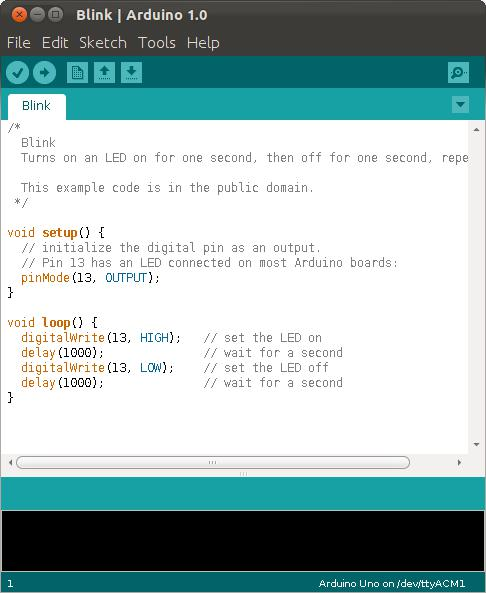 Blink | Arduino 1.0
File Edit Sketch Tools Help
Blink
/*
  Blink
  Turns on an LED on for one second, then off for one second, repe

  This example code is in the public domain.
 */

void setup() {
  // initialize the digital pin as an output.
  // Pin 13 has an LED connected on most Arduino boards:
  pinMode(13, OUTPUT);
}

void loop() {
  digitalWrite(13, HIGH);   // set the LED on
  delay(1000);              // wait for a second
  digitalWrite(13, LOW);    // set the LED off
  delay(1000);              // wait for a second
}
1 Arduino Uno on /dev/ttyACM1